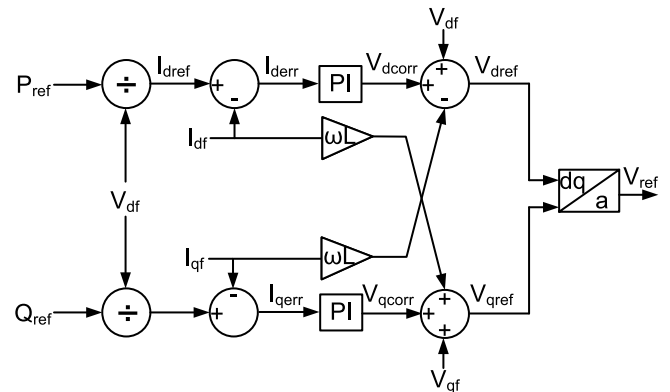 V_df
I_dref
I_derr
V_dcorr
V_dref
P_ref
÷
+
-
PI
+
+
-
I_df
ωL
V_df
dq
a
V_ref
I_qf
ωL
Q_ref
÷
-
+
I_qerr
PI
V_qcorr
+
+
+
V_qref
V_qf